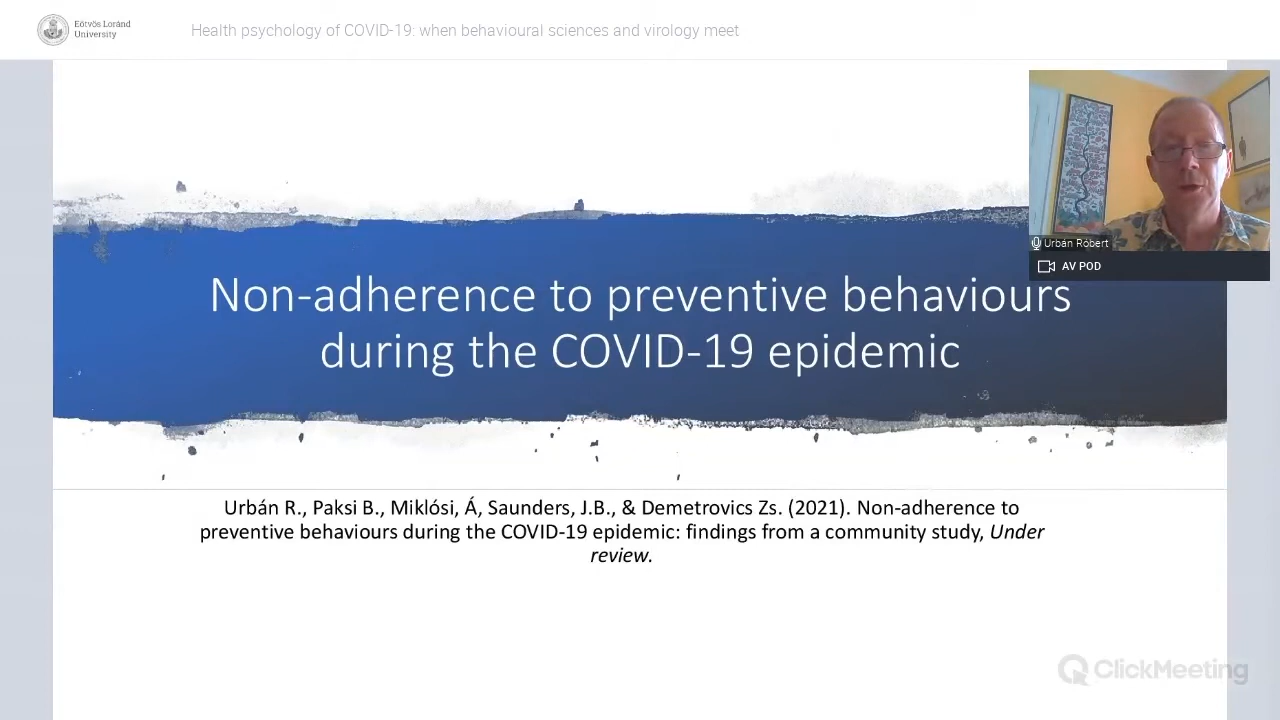 Eötvös Loránd
University
Health psychology of COVID-19: when behavioural sciences and virology meet
Urbán Róbert
AV POD
Non-adherence to preventive behaviours
during the COVID-19 epidemic
Urbán R., Paksi B., Miklósi, Á, Saunders, J.B., & Demetrovics Zs. (2021). Non-adherence to
preventive behaviours during the COVID-19 epidemic: findings from a community study, Under
review.
ClickMeeting